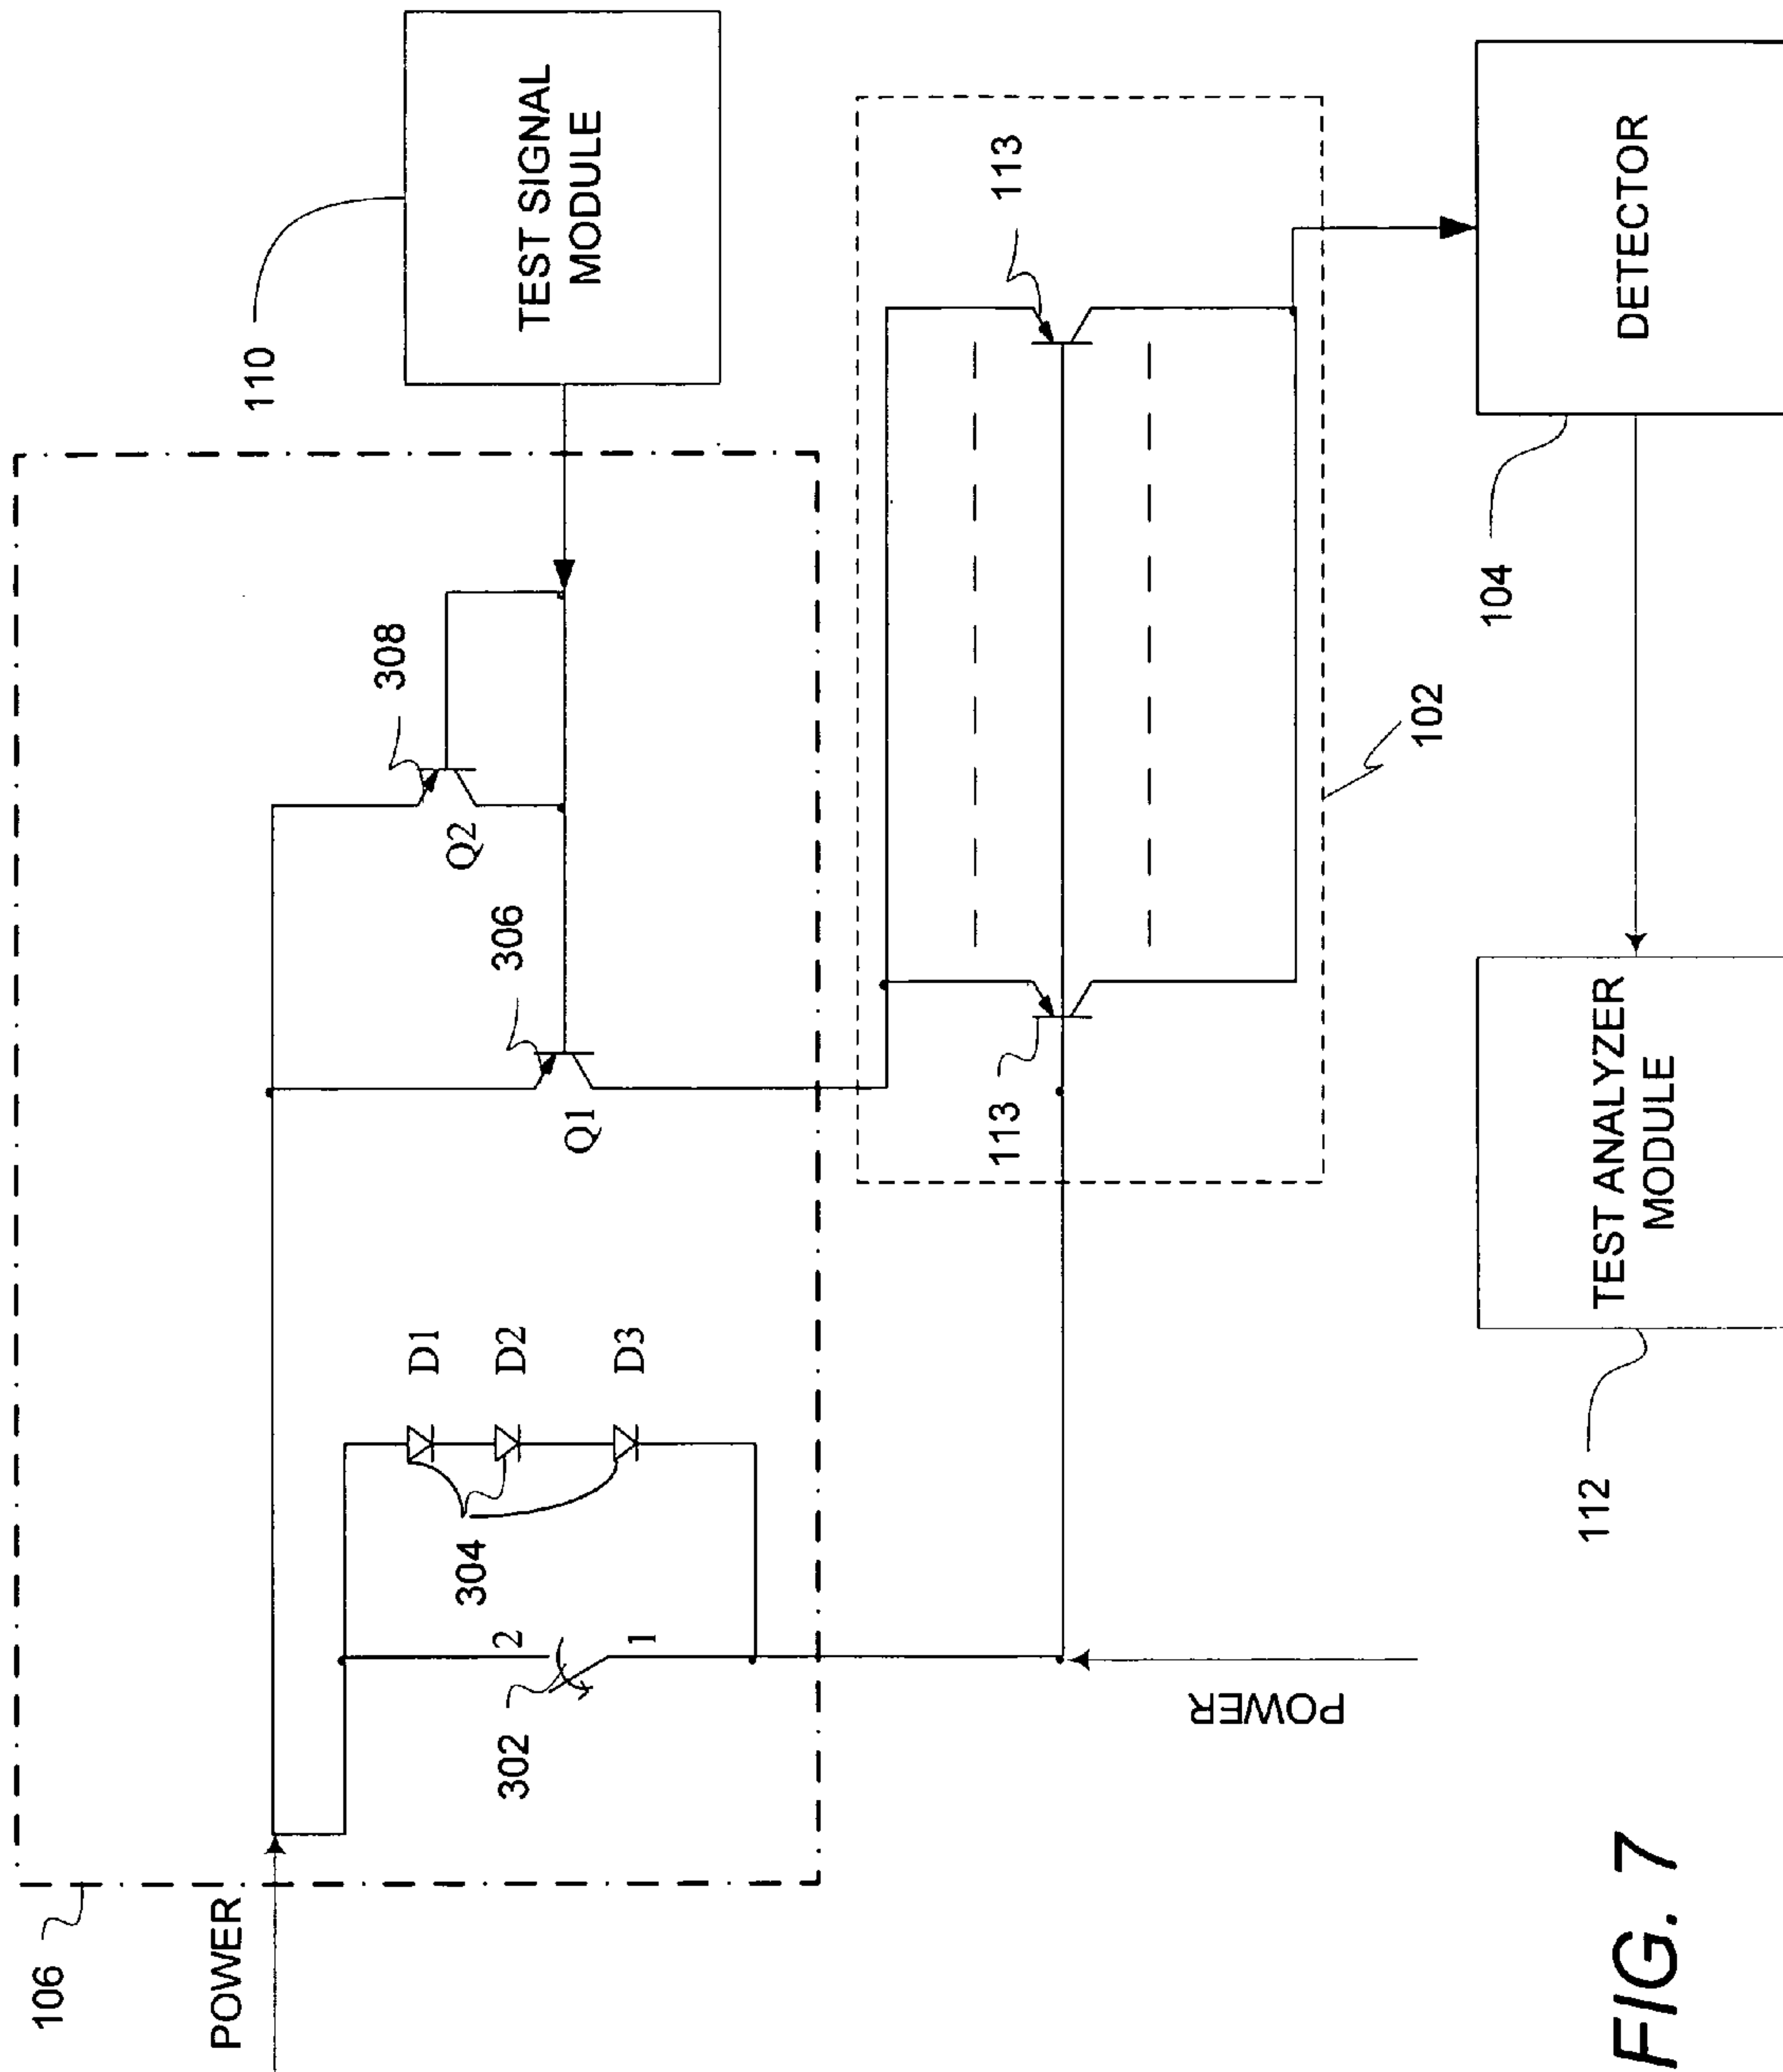 106
POWER
302
2
1
304
D1
D2
D3
306
Q1
308
Q2
110
TEST SIGNAL
MODULE
POWER
113
113
102
112
TEST ANALYZER
MODULE
104
DETECTOR
FIG. 7